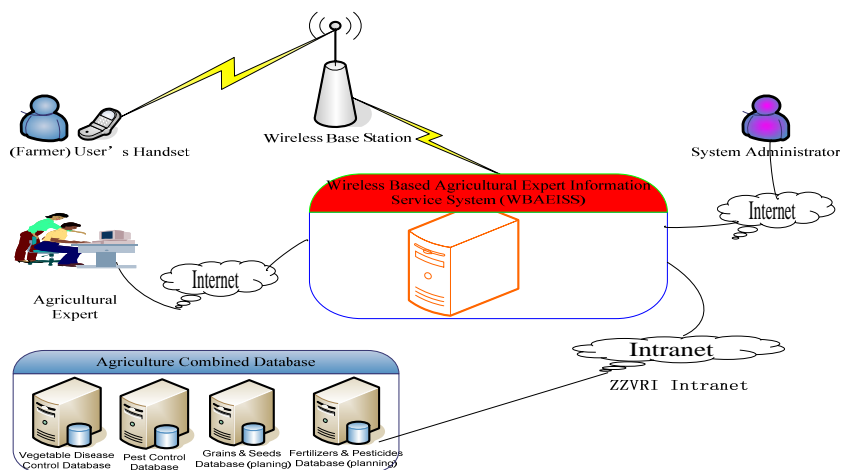 (Farmer) User's Handset
Wireless Base Station
System Administrator
Wireless Based Agricultural Expert Information
Service System (WBAEISS)
Internet
Internet
Agricultural
Expert
Intranet
ZZVRI Intranet
Agriculture Combined Database
Vegetable Disease
Control Database
Pest Control
Database
Grains & Seeds
Database (planing)
Fertilizers & Pesticides
Database (planning)